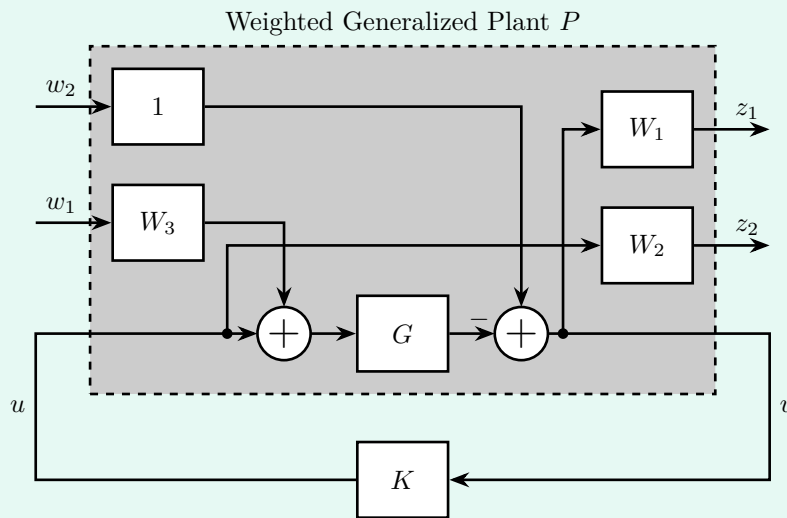 Weighted Generalized Plant P
w₂
1
W₁
z₁
w₁
W₃
W₂
z₂
+
G
−
+
u
K